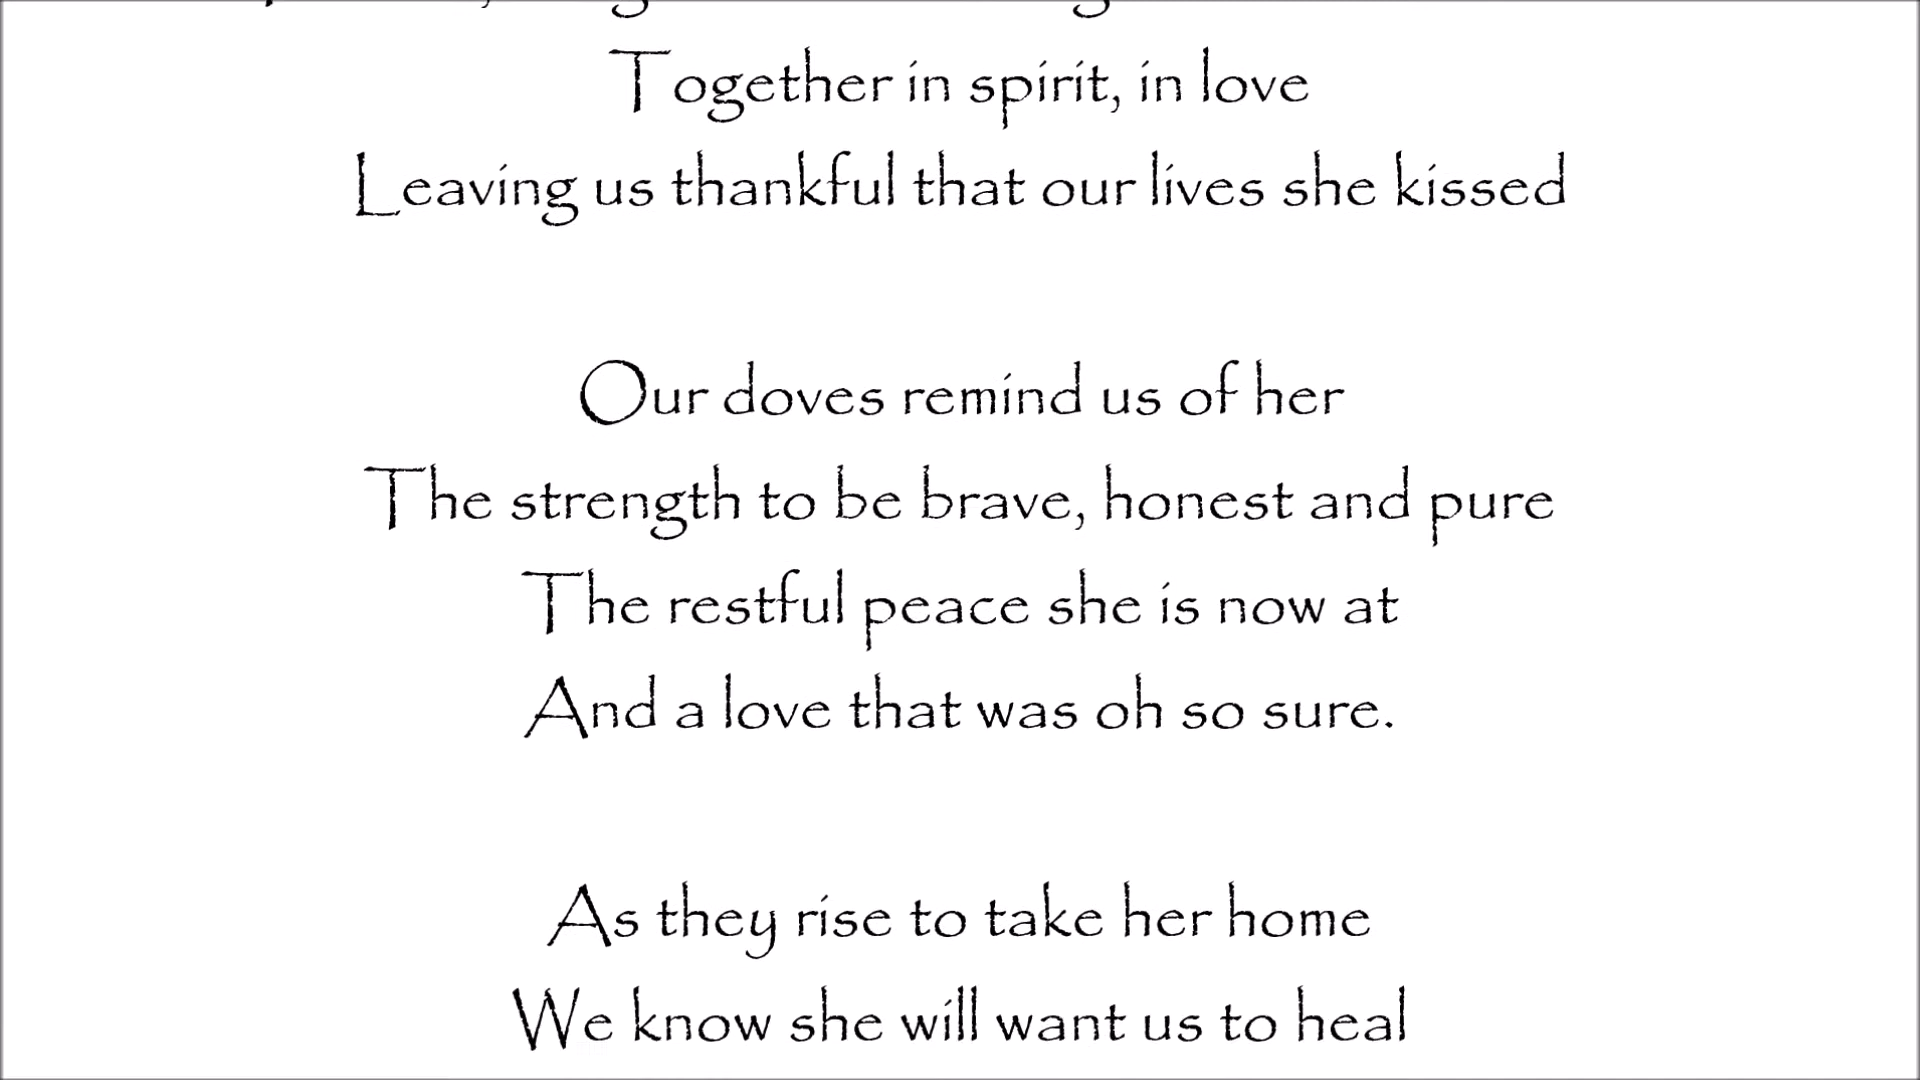 Together in spirit, in love
Leaving us thankful that our lives she kissed
Our doves remind us of her
The strength to be brave, honest and pure
The restful peace she is now at
And a love that was oh so sure.
As they rise to take her home
We know she will want us to heal